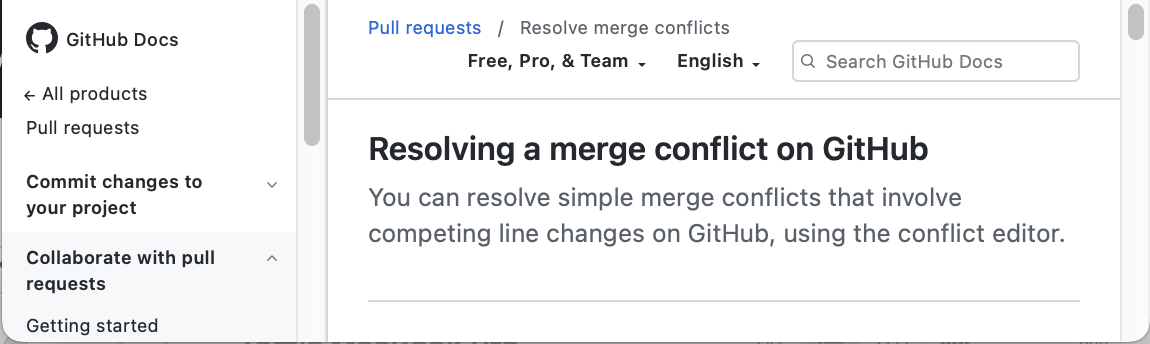 GitHub Docs
← All products
Pull requests
Commit changes to
your project
Collaborate with pull
requests
Getting started
Pull requests / Resolve merge conflicts
Free, Pro, & Team English Search GitHub Docs
Resolving a merge conflict on GitHub
You can resolve simple merge conflicts that involve
competing line changes on GitHub, using the conflict editor.